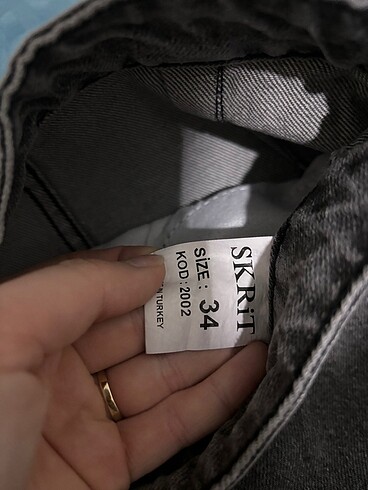 SKRiT
SiZE : 34
KOD : 2002
TURKEY